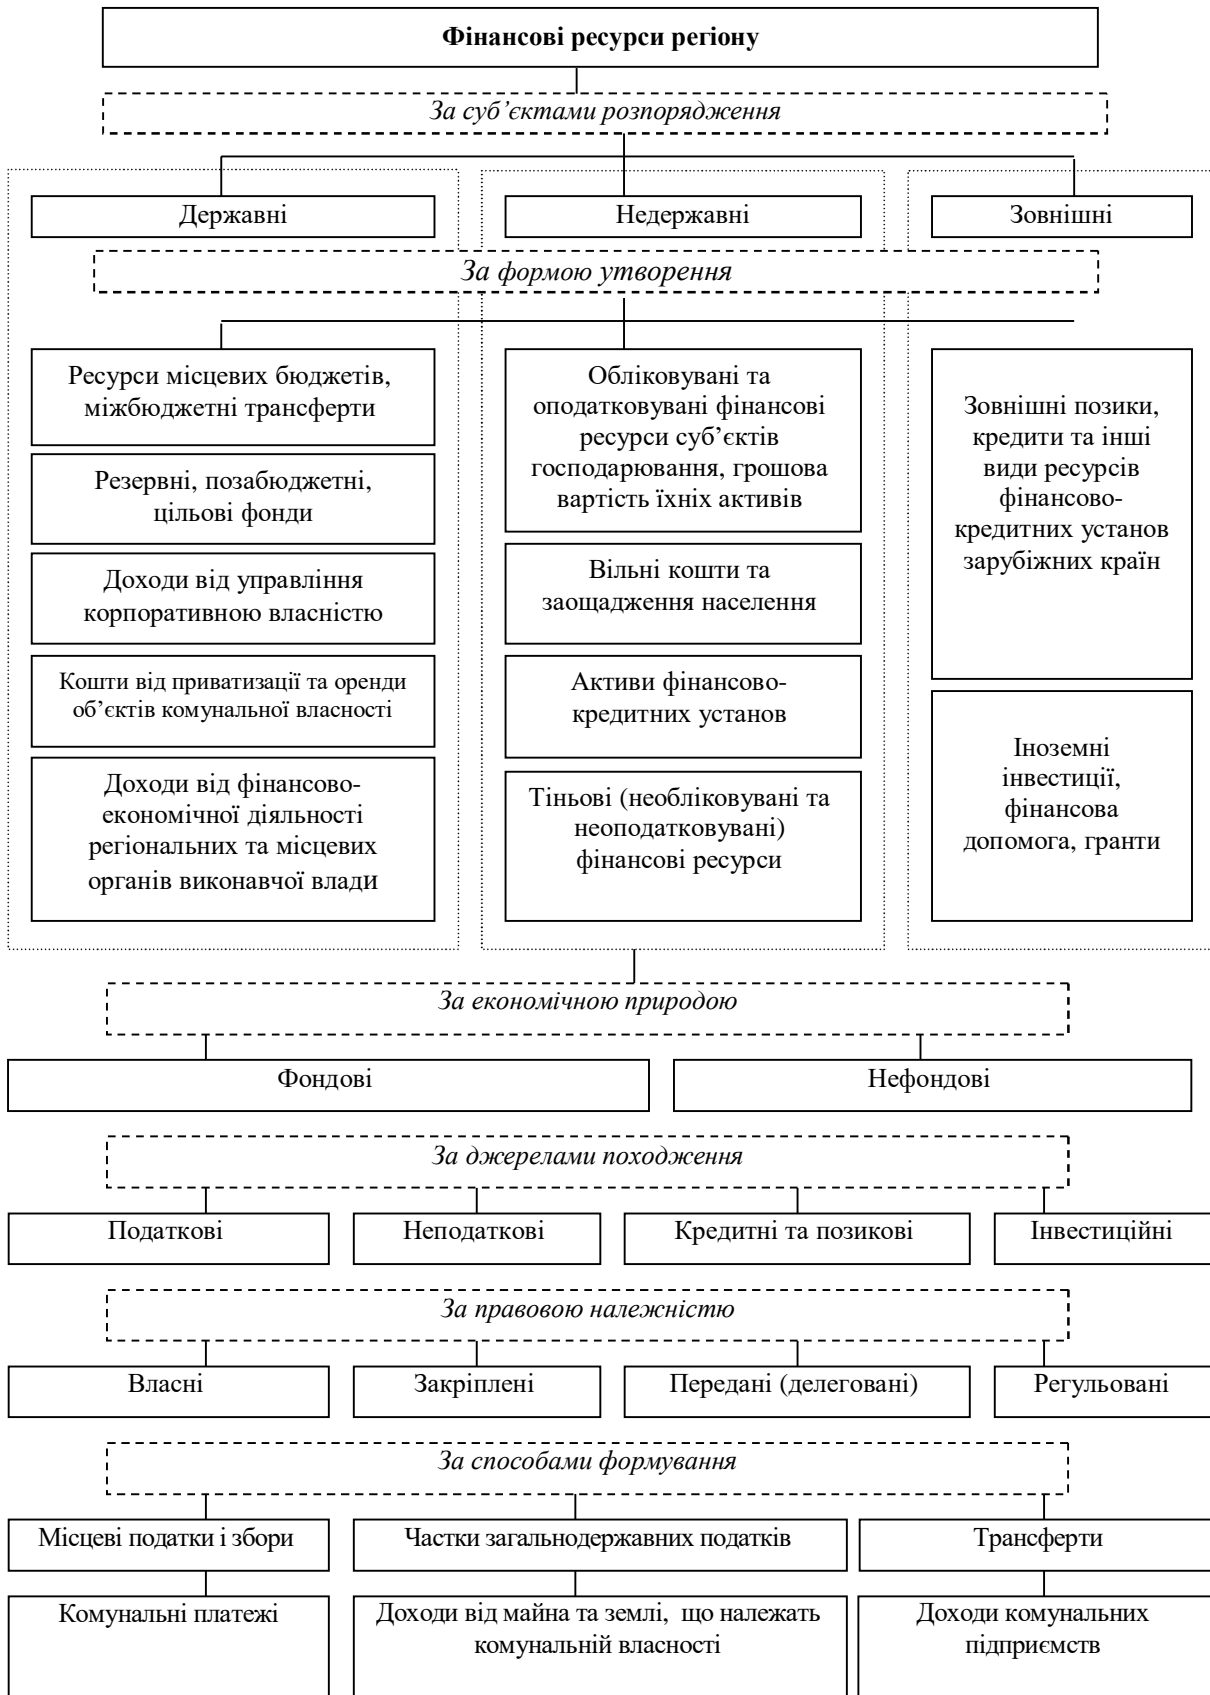 Фінансові ресурси регіону
За суб’єктами розпорядження
Державні
Недержавні
Зовнішні
За формою утворення
Ресурси місцевих бюджетів,
міжбюджетні трансферти
Резервні, позабюджетні,
цільові фонди
Доходи від управління
корпоративною власністю
Кошти від приватизації та оренди
об’єктів комунальної власності
Доходи від фінансово-
економічної діяльності
регіональних та місцевих
органів виконавчої влади
Обліковувані та
оподатковувані фінансові
ресурси суб’єктів
господарювання, грошова
вартість їхніх активів
Вільні кошти та
заощадження населення
Активи фінансово-
кредитних установ
Тіньові (необліковувані та
неоподатковувані)
фінансові ресурси
Зовнішні позики,
кредити та інші
види ресурсів
фінансово-
кредитних установ
зарубіжних країн
Іноземні
інвестиції,
фінансова
допомога, гранти
За економічною природою
Фондові
Нефондові
За джерелами походження
Податкові
Неподаткові
Кредитні та позикові
Інвестиційні
За правовою належністю
Власні
Закріплені
Передані (делеговані)
Регульовані
За способами формування
Місцеві податки і збори
Частки загальнодержавних податків
Трансферти
Комунальні платежі
Доходи від майна та землі, що належать
комунальній власності
Доходи комунальних
підприємств